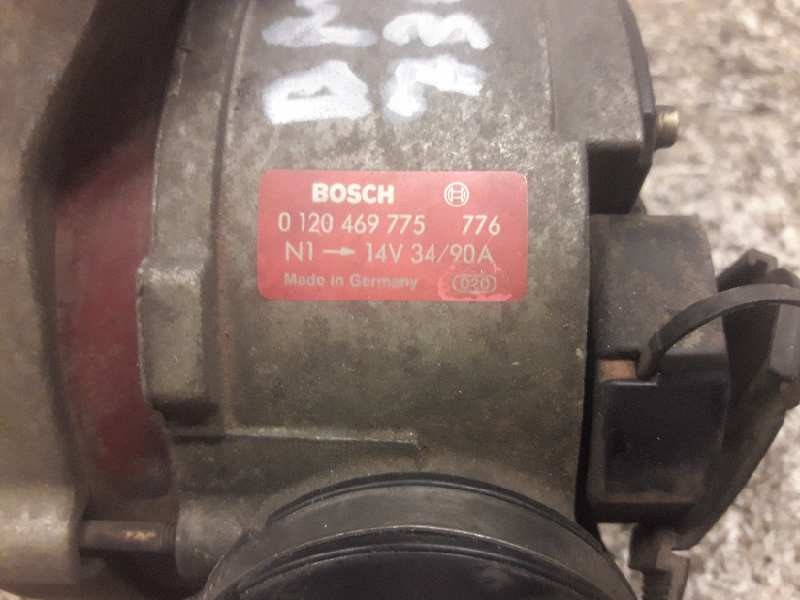 BOSCH
0 120 469 775 776
N1 → 14V 34/90A
Made in Germany 020